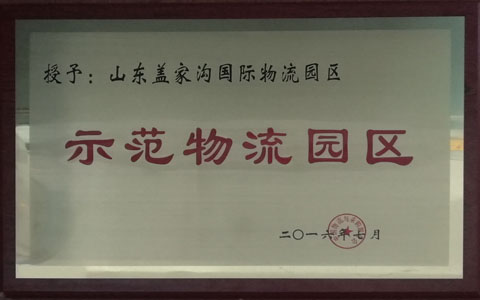 授予：山东盖家沟国际物流园区
示范物流园区
二〇一六年七月